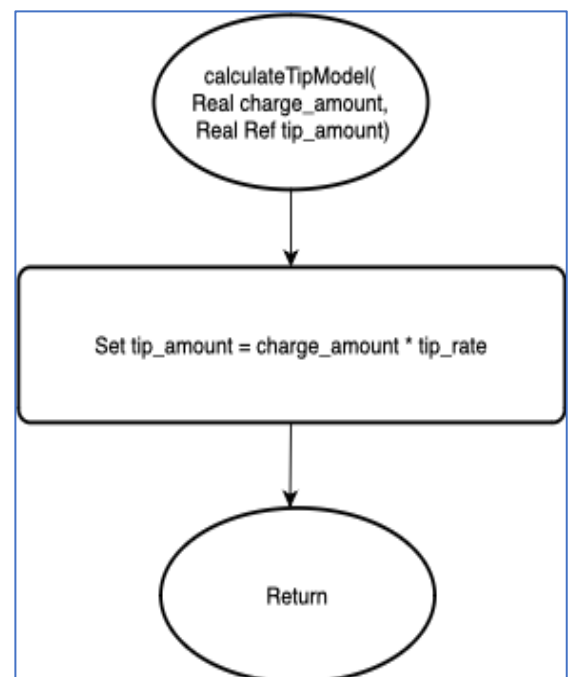 calculateTipModel(
Real charge_amount,
Real Ref tip_amount)
Set tip_amount = charge_amount * tip_rate
Return